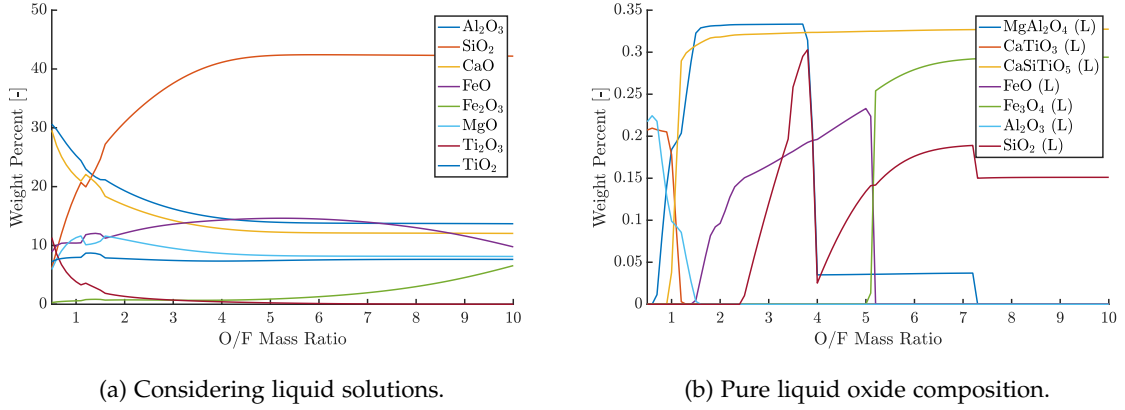 50
40
30
20
10
0
Weight Percent [-]
1 2 3 4 5 6 7 8 9 10
O/F Mass Ratio
Al₂O₃
SiO₂
CaO
FeO
Fe₂O₃
MgO
Ti₂O₃
TiO₂
(a) Considering liquid solutions.
0.35
0.3
0.25
0.2
0.15
0.1
0.05
0
Weight Percent [-]
1 2 3 4 5 6 7 8 9 10
O/F Mass Ratio
MgAl₂O₄ (L)
CaTiO₃ (L)
CaSiTiO₅ (L)
FeO (L)
Fe₃O₄ (L)
Al₂O₃ (L)
SiO₂ (L)
(b) Pure liquid oxide composition.